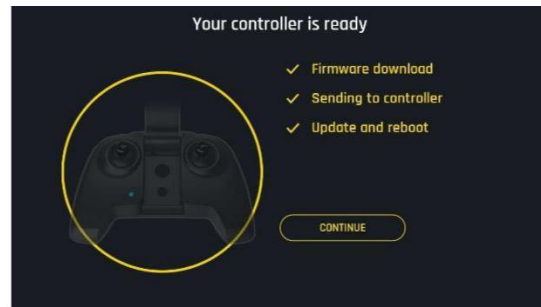 Your controller is ready
Firmware download
Sending to controller
Update and reboot
CONTINUE